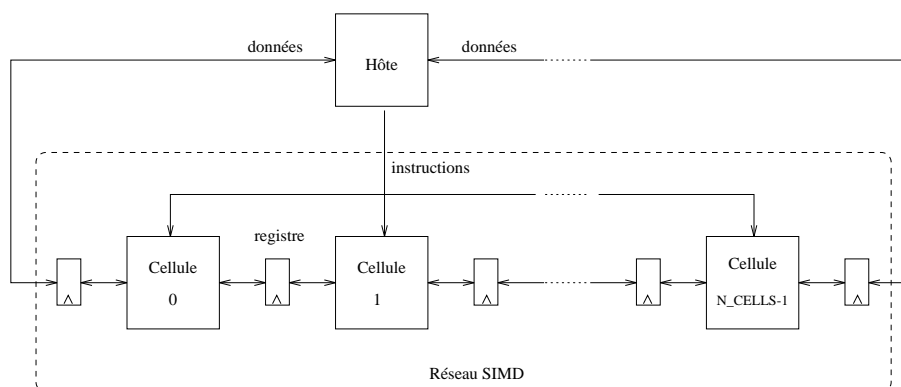 données
données
Hôte
instructions
registre
Cellule
0
Cellule
1
Cellule
N_CELLS-1
Réseau SIMD